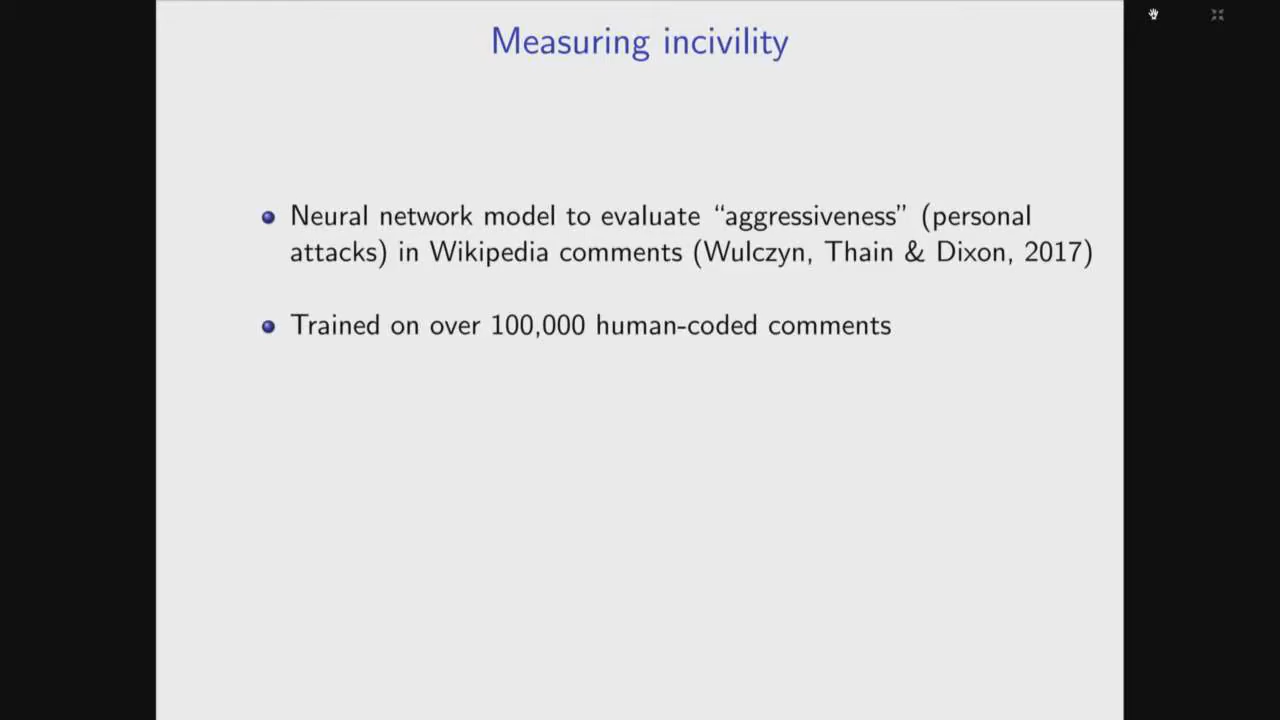 Measuring incivility
Neural network model to evaluate “aggressiveness” (personal
attacks) in Wikipedia comments (Wulczyn, Thain & Dixon, 2017)
Trained on over 100,000 human-coded comments